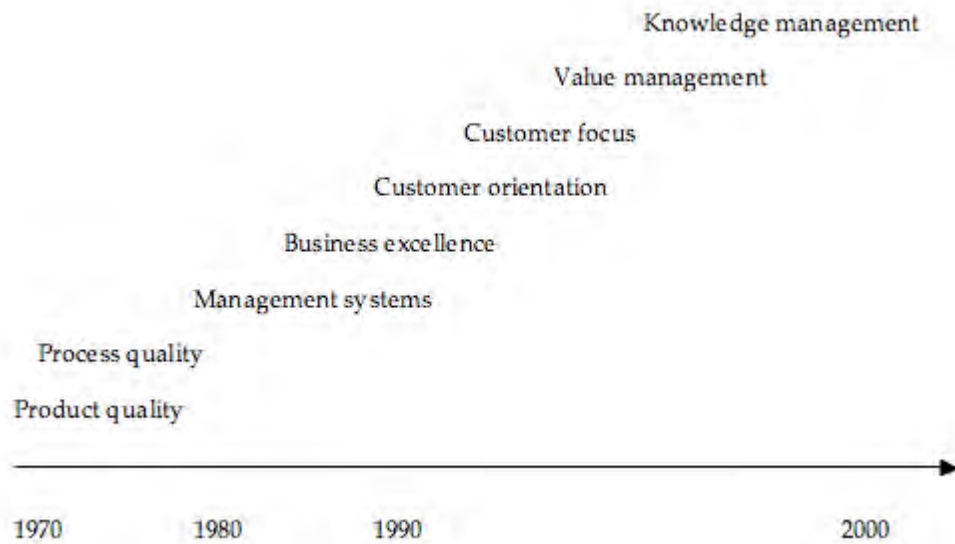 Knowledge management
Value management
Customer focus
Customer orientation
Business excellence
Management systems
Process quality
Product quality
1970 1980 1990 2000